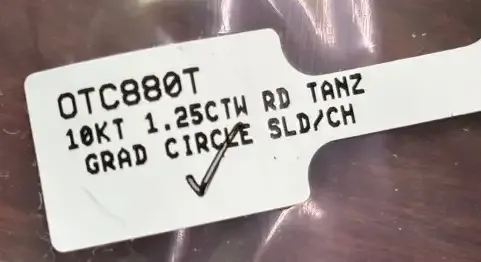 OTC880T
10KT 1.25CTW RD TANZ
GRAD CIRCLE SLD/CH